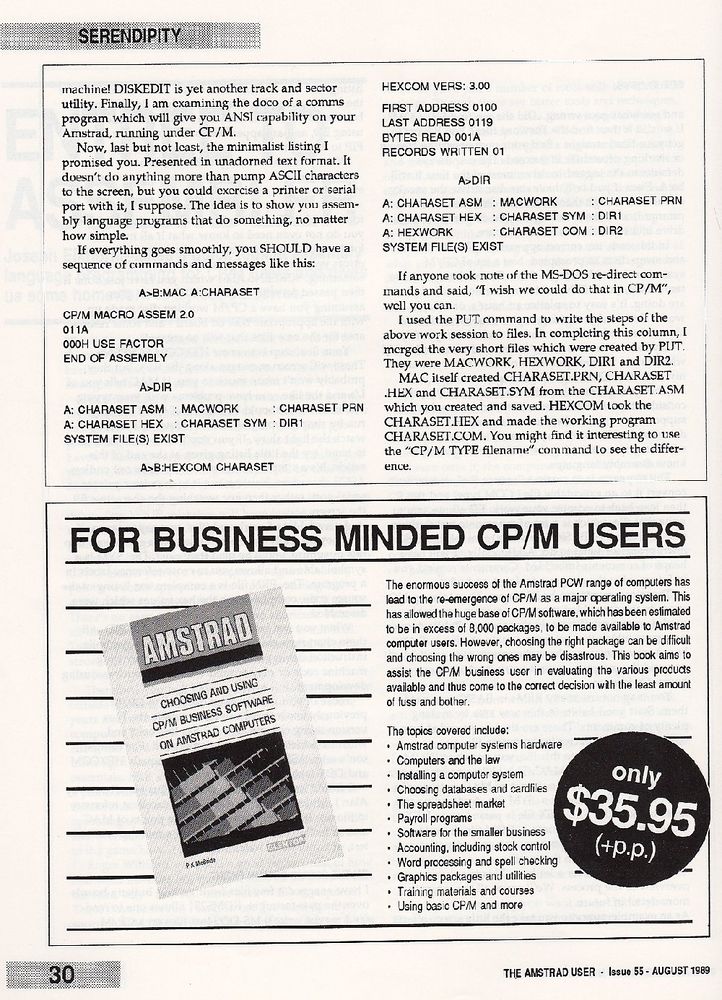 SERENDIPITY
machine! DISKEDIT is yet another track and sector
utility. Finally, I am examining the doco of a comms
program which will give you ANSI capability on your
Amstrad, running under CP/M.
Now, last but not least, the minimalist listing I
promised you. Presented in unadorned text format. It
doesn't do anything more than pump ASCII characters
to the screen, but you could exercise a printer or serial
port with it, I suppose. The idea is to show you assem-
bly language programs that do something, no matter
how simple.
If everything goes smoothly, you SHOULD have a
sequence of commands and messages like this:
A>B:MAC A:CHARASET
CP/M MACRO ASSEM 2.0
011A
000H USE FACTOR
END OF ASSEMBLY
A>DIR
A: CHARASET ASM : MACWORK : CHARASET PRN
A: CHARASET HEX : CHARASET SYM : DIR1
SYSTEM FILE(S) EXIST
A>B:HEXCOM CHARASET
HEXCOM VERS: 3.00
FIRST ADDRESS 0100
LAST ADDRESS 0119
BYTES READ 001A
RECORDS WRITTEN 01
A>DIR
A: CHARASET ASM : MACWORK : CHARASET PRN
A: CHARASET HEX : CHARASET SYM : DIR1
A: HEXWORK : CHARASET COM : DIR2
SYSTEM FILE(S) EXIST
If anyone took note of the MS-DOS re-direct com-
mands and said, "I wish we could do that in CP/M",
well you can.
I used the PUT command to write the steps of the
above work session to files. In completing this column, I
merged the very short files which were created by PUT.
They were MACWORK, HEXWORK, DIR1 and DIR2.
MAC itself created CHARASET.PRN, CHARASET
.HEX and CHARASET.SYM from the CHARASET.ASM
which you created and saved. HEXCOM took the
CHARASET.HEX and made the working program
CHARASET.COM. You might find it interesting to use
the "CP/M TYPE filename" command to see the differ-
ence.
FOR BUSINESS MINDED CP/M USERS
AMSTRAD
CHOOSING AND USING
CP/M BUSINESS SOFTWARE
ON AMSTRAD COMPUTERS
P K McBride
GLENTOP
The enormous success of the Amstrad PCW range of computers has
lead to the re-emergence of CP/M as a major operating system. This
has allowed the huge base of CP/M software, which has been estimated
to be in excess of 8,000 packages, to be made available to Amstrad
computer users. However, choosing the right package can be difficult
and choosing the wrong ones may be disastrous. This book aims to
assist the CP/M business user in evaluating the various products
available and thus come to the correct decision with the least amount
of fuss and bother.
The topics covered include:
• Amstrad computer systems hardware
• Computers and the law
• Installing a computer system
• Choosing databases and cardfiles
• The spreadsheet market
• Payroll programs
• Software for the smaller business
• Accounting, including stock control
• Word processing and spell checking
• Graphics packages and utilities
• Training materials and courses
• Using basic CP/M and more
only
$35.95
(+p.p.)
30
THE AMSTRAD USER - Issue 55 - AUGUST 1989